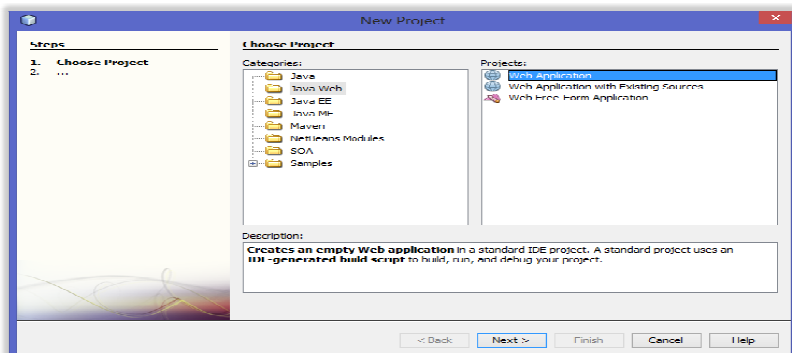 New Project
Steps
1. Choose Project
2. ...
Choose Project
Categories:
Java
Java Web
Java EE
Java ME
Maven
NetBeans Modules
SOA
Samples
Projects:
Web Application
Web Application with Existing Sources
Web Free-Form Application
Description:
Creates an empty Web application in a standard IDE project. A standard project uses an
IDE-generated build script to build, run, and debug your project.
< Back
Next >
Finish
Cancel
Help